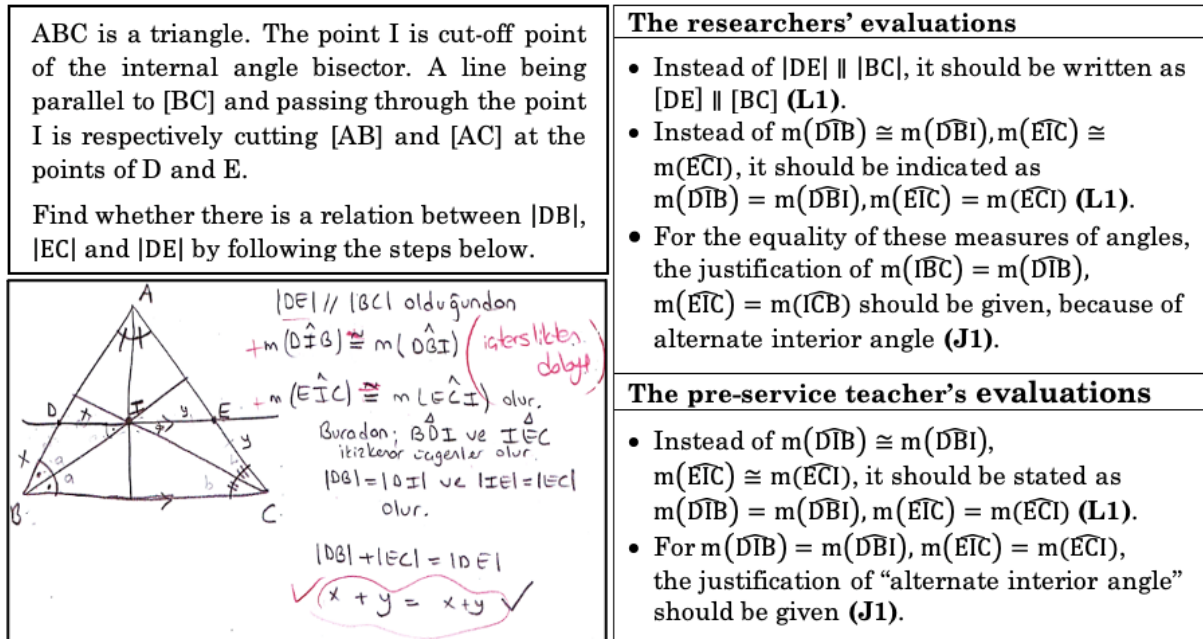 ABC is a triangle. The point I is cut-off point
of the internal angle bisector. A line being
parallel to [BC] and passing through the point
I is respectively cutting [AB] and [AC] at the
points of D and E.
Find whether there is a relation between |DB|,
|EC| and |DE| by following the steps below.
A
D
x
I
y
E
x
a
a
y
b
B
C
|DE| // |BC| olduğundan
+m(DÎB) ≅ m(DB̂I) (içterslikten
dolayı)
+m(EÎC) ≅ m(EĈI) olur.
Buradan; BDI ve IEC
ikizkenar üçgenler olur.
|DB|=|DI| ve |IE|=|EC|
olur.
|DB|+|EC|=|DE|
x + y = x+y
The researchers' evaluations
• Instead of |DE| ∥ |BC|, it should be written as
[DE] ∥ [BC] (L1).
• Instead of m(DIB) ≅ m(DBI), m(EIC) ≅
m(ECI), it should be indicated as
m(DIB) = m(DBI), m(EIC) = m(ECI) (L1).
• For the equality of these measures of angles,
the justification of m(IBC) = m(DIB),
m(EIC) = m(ICB) should be given, because of
alternate interior angle (J1).
The pre-service teacher's evaluations
• Instead of m(DIB) ≅ m(DBI),
m(EIC) ≅ m(ECI), it should be stated as
m(DIB) = m(DBI), m(EIC) = m(ECI) (L1).
• For m(DIB) = m(DBI), m(EIC) = m(ECI),
the justification of "alternate interior angle"
should be given (J1).